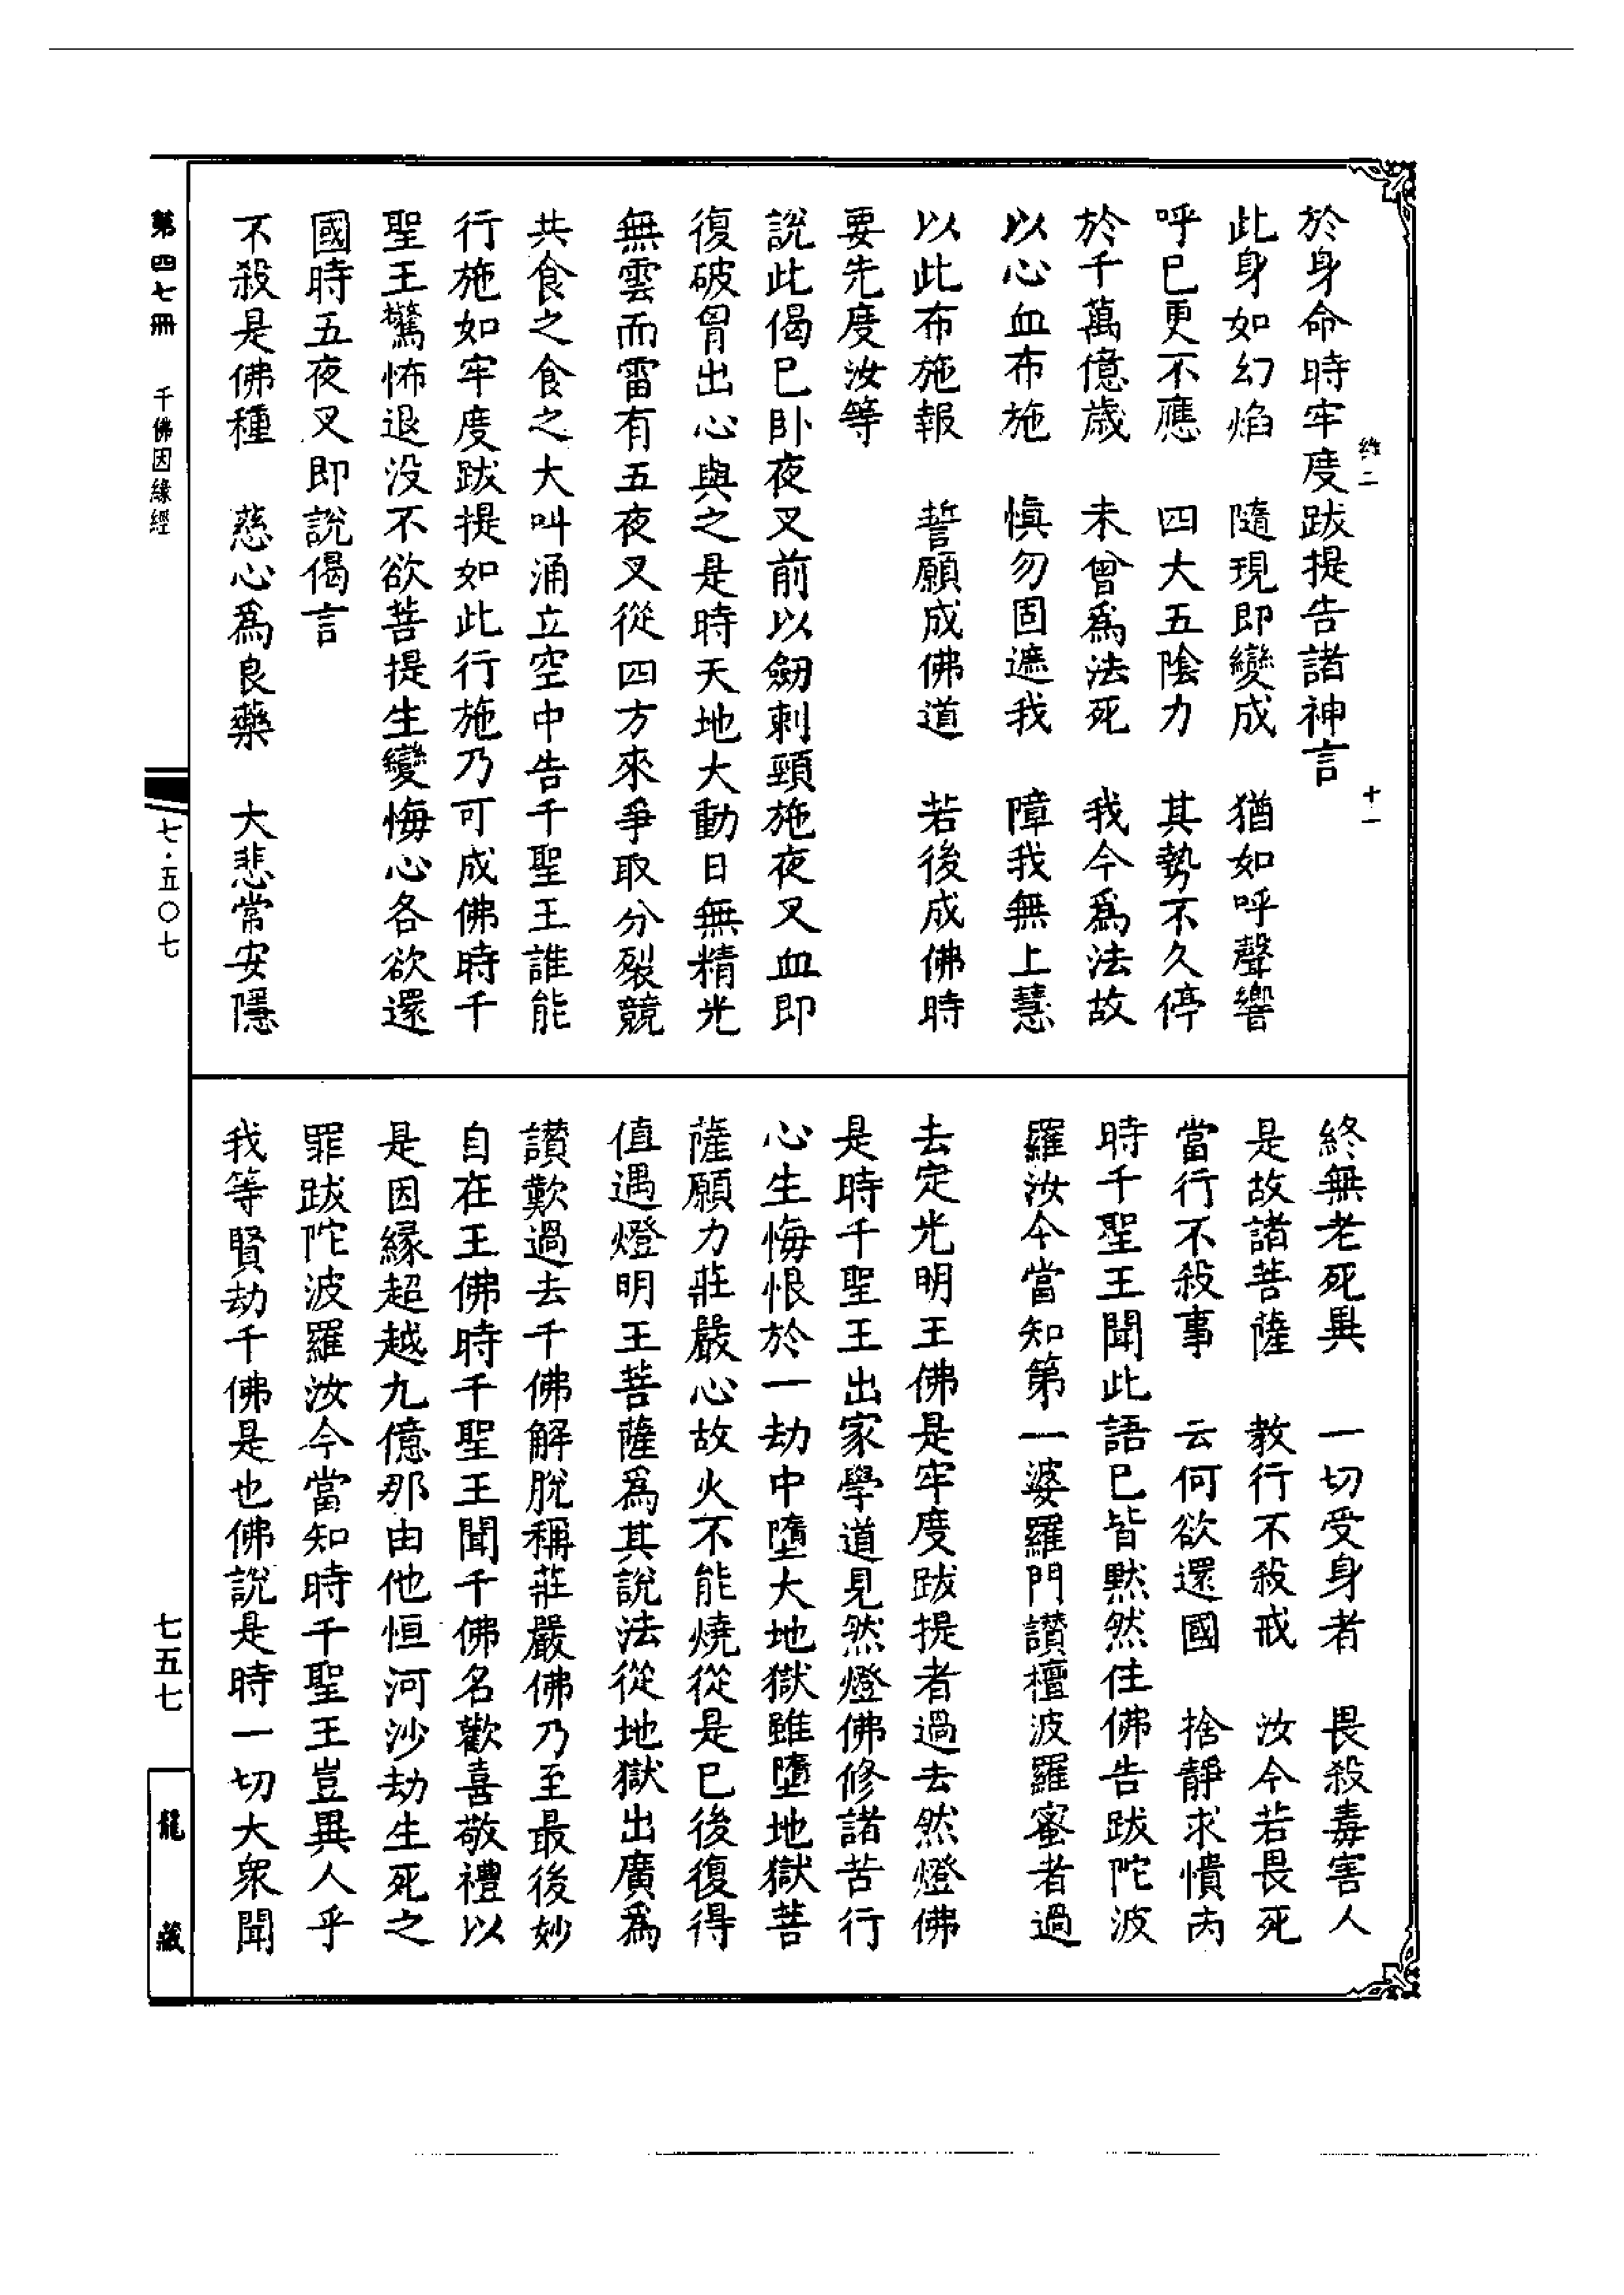 於身命時牢度跋提告諸神言
此身如幻焰　隨現即變成　猶如呼聲響
呼已更不應　四大五陰力　其勢不久停
於千萬億歲　未曾爲法死　我今爲法故
以心血布施　慎勿固遮我　障我無上慧
以此布施報　誓願成佛道　若後成佛時
要先度汝等
說此偈已卧夜叉前以劒刺頸施夜叉血即
復破胷出心與之是時天地大動日無精光
無雲而雷有五夜叉從四方來爭取分裂競
共食之食之大叫涌立空中告千聖王誰能
行施如牢度跋提如此行施乃可成佛時千
聖王驚怖退没不欲菩提生變悔心各欲還
國時五夜叉即說偈言
不殺是佛種　慈心爲良藥　大悲常安隱
終無老死異　一切受身者　畏殺毒害人
是故諸菩薩　教行不殺戒　汝今若畏死
當行不殺事　云何欲還國　捨靜求憒丙
時千聖王聞此語已皆黙然住佛告跋陀波
羅汝今當知第一婆羅門讃檀波羅蜜者過
去定光明王佛是牢度跋提者過去然燈佛
是時千聖王出家學道見然燈佛修諸苦行
心生悔恨於一劫中墮大地獄雖墮地獄菩
薩願力莊嚴心故火不能燒從是已後復得
值遇燈明王菩薩爲其說法從地獄出廣爲
讃歎過去千佛解脫稱莊嚴佛乃至最後妙
自在王佛時千聖王聞千佛名歡喜敬禮以
是因緣超越九億那由他恒河沙劫生死之
罪跋陀波羅汝今當知時千聖王豈異人乎
我等賢劫千佛是也佛說是時一切大衆聞
第四七冊　千佛因緣經
七·五〇七
七五七
龍藏
十一